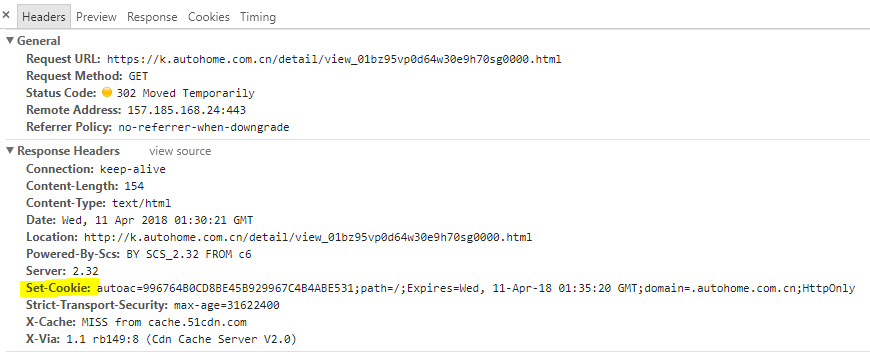 × Headers Preview Response Cookies Timing
▼ General
Request URL: https://k.autohome.com.cn/detail/view_01bz95vp0d64w30e9h70sg0000.html
Request Method: GET
Status Code: 302 Moved Temporarily
Remote Address: 157.185.168.24:443
Referrer Policy: no-referrer-when-downgrade
▼ Response Headers view source
Connection: keep-alive
Content-Length: 154
Content-Type: text/html
Date: Wed, 11 Apr 2018 01:30:21 GMT
Location: http://k.autohome.com.cn/detail/view_01bz95vp0d64w30e9h70sg0000.html
Powered-By-Scs: BY SCS_2.32 FROM c6
Server: 2.32
Set-Cookie: autoac=996764B0CD8BE45B929967C4B4ABE531;path=/;Expires=Wed, 11-Apr-18 01:35:20 GMT;domain=.autohome.com.cn;HttpOnly
Strict-Transport-Security: max-age=31622400
X-Cache: MISS from cache.51cdn.com
X-Via: 1.1 rb149:8 (Cdn Cache Server V2.0)